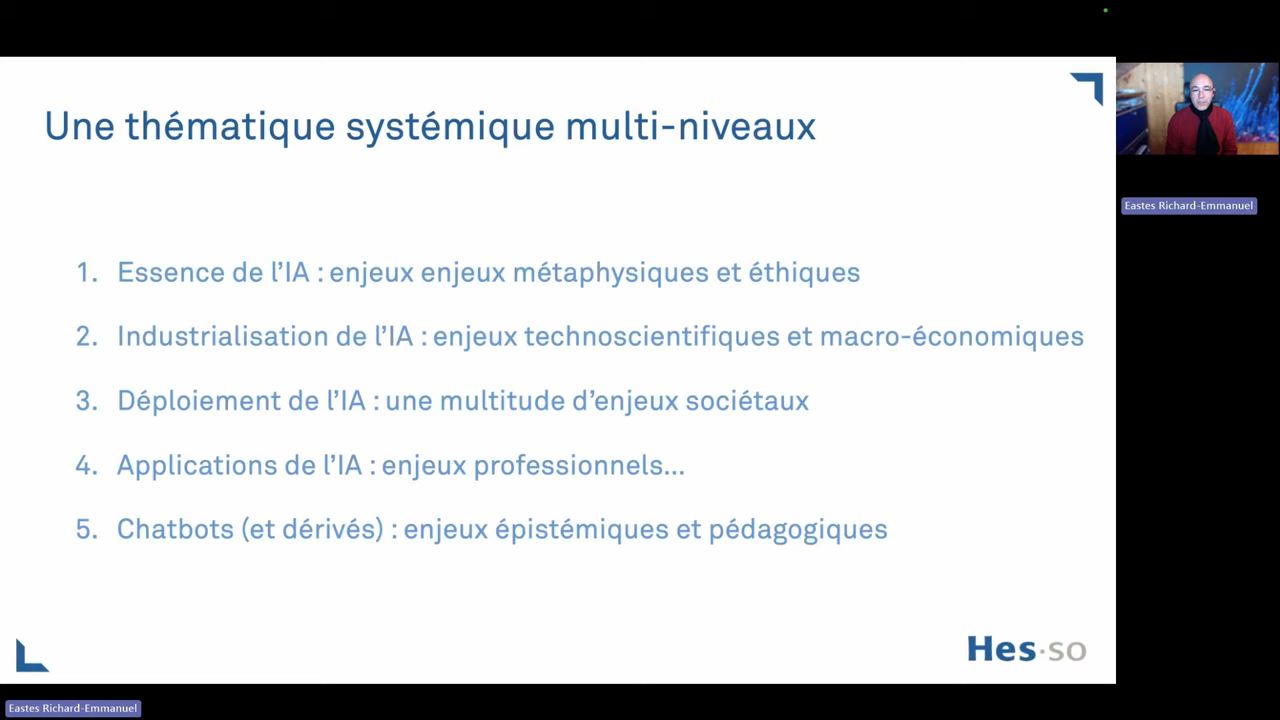 Une thématique systémique multi-niveaux
1. Essence de l'IA : enjeux enjeux métaphysiques et éthiques
2. Industrialisation de l'IA : enjeux technoscientifiques et macro-économiques
3. Déploiement de l'IA : une multitude d'enjeux sociétaux
4. Applications de l'IA : enjeux professionnels...
5. Chatbots (et dérivés) : enjeux épistémiques et pédagogiques
Hes·so
Eastes Richard-Emmanuel
Eastes Richard-Emmanuel